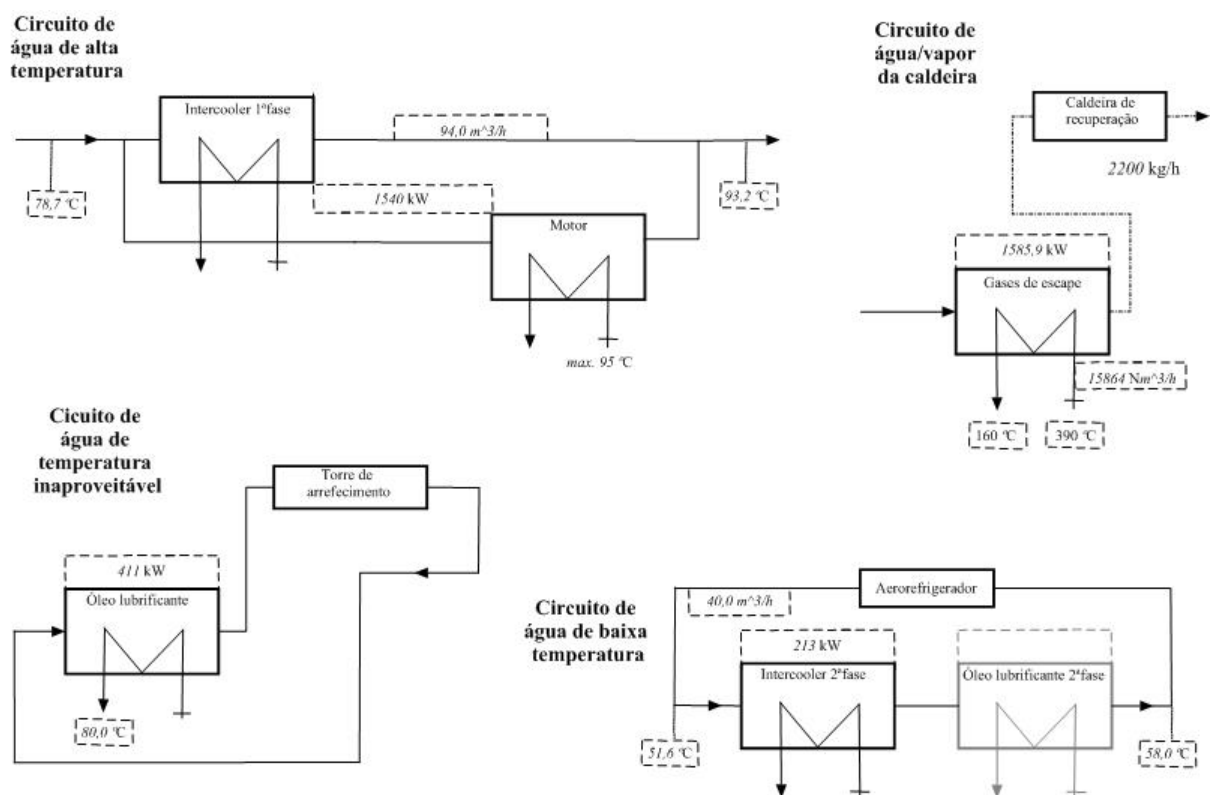 Circuito de
água de alta
temperatura
Intercooler 1ªfase
94,0 m^3/h
78,7 ºC
1540 kW
93,2 ºC
Motor
max. 95 ºC
Circuito de
água/vapor
da caldeira
Caldeira de
recuperação
2200 kg/h
1585,9 kW
Gases de escape
15864 Nm^3/h
160 ºC
390 ºC
Cicuito de
água de
temperatura
inaproveitável
Torre de
arrefecimento
411 kW
Óleo lubrificante
80,0 ºC
Circuito de
água de baixa
temperatura
Aerorefrigerador
40,0 m^3/h
213 kW
Intercooler 2ªfase
Óleo lubrificante 2ªfase
51,6 ºC
58,0 ºC